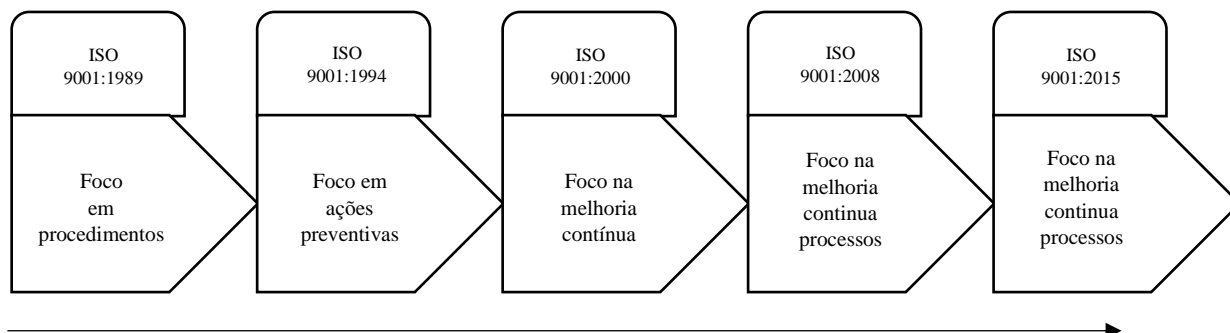 ISO
9001:1989
Foco
em
procedimentos
ISO
9001:1994
Foco em
ações
preventivas
ISO
9001:2000
Foco na
melhoria
contínua
ISO
9001:2008
Foco na
melhoria
continua
processos
ISO
9001:2015
Foco na
melhoria
continua
processos